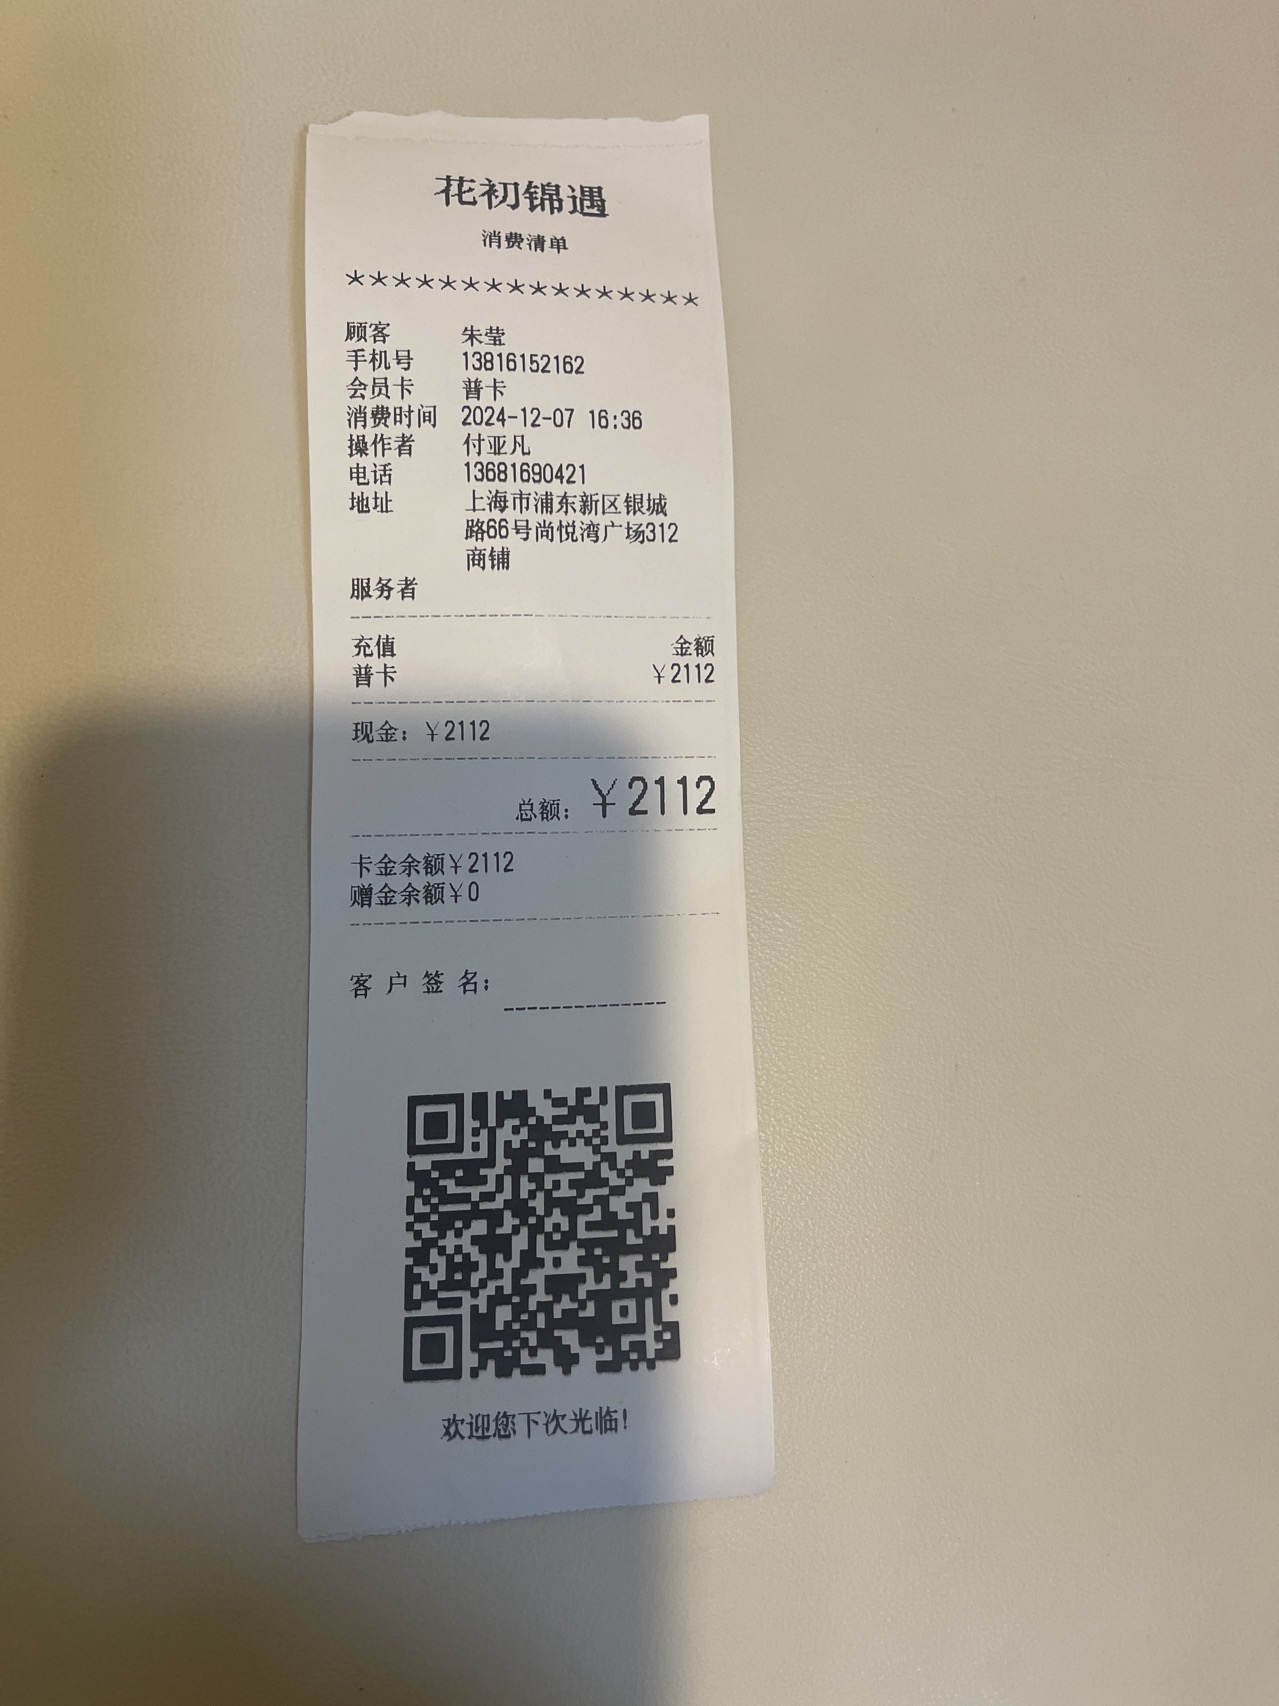 花初锦遇
消费清单
****************
顾客 朱莹
手机号 13816152162
会员卡 普卡
消费时间 2024-12-07 16:36
操作者 付亚凡
电话 13681690421
地址 上海市浦东新区银城
路66号尚悦湾广场312
商铺
服务者
充值 金额
普卡 ¥2112
现金：¥2112
总额：¥2112
卡金余额¥2112
赠金余额¥0
客户签名：
欢迎您下次光临！